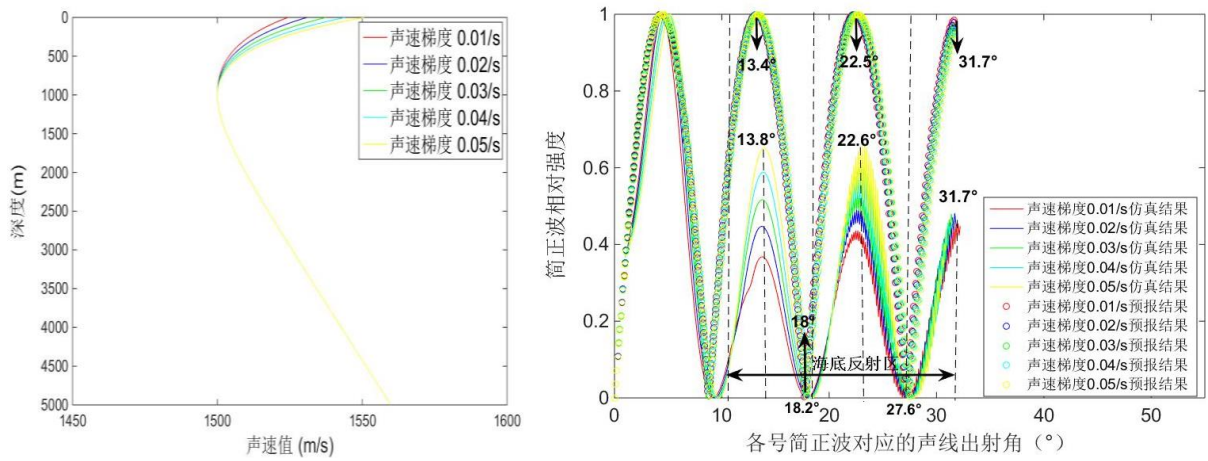 0
500
1000
1500
2000
2500
3000
3500
4000
4500
5000
深度(m)
1450
1500
1550
1600
声速值 (m/s)
声速梯度 0.01/s
声速梯度 0.02/s
声速梯度 0.03/s
声速梯度 0.04/s
声速梯度 0.05/s
1
0.8
0.6
0.4
0.2
0
简正波相对强度
13.4°
22.5°
31.7°
13.8°
22.6°
31.7°
18°
海底反射区
18.2°
27.6°
声速梯度0.01/s仿真结果
声速梯度0.02/s仿真结果
声速梯度0.03/s仿真结果
声速梯度0.04/s仿真结果
声速梯度0.05/s仿真结果
声速梯度0.01/s预报结果
声速梯度0.02/s预报结果
声速梯度0.03/s预报结果
声速梯度0.04/s预报结果
声速梯度0.05/s预报结果
0
10
20
30
40
50
各号简正波对应的声线出射角（°）